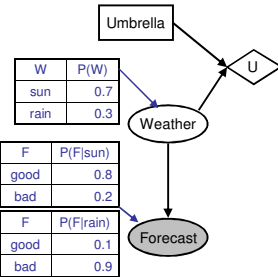 Umbrella
U
W P(W)
sun 0.7
rain 0.3
Weather
F P(F|sun)
good 0.8
bad 0.2
F P(F|rain)
good 0.1
bad 0.9
Forecast